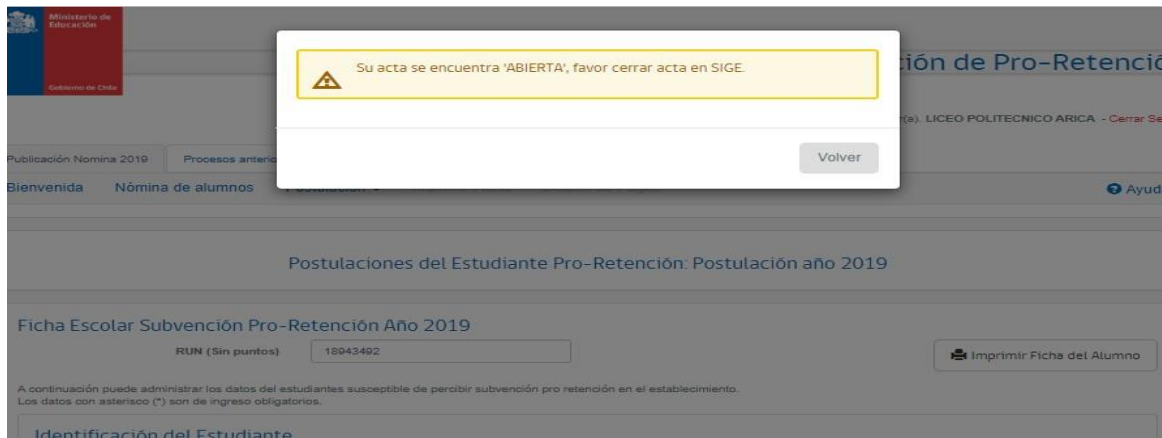 Ministerio de
Educación
Gobierno de Chile
Su acta se encuentra 'ABIERTA', favor cerrar acta en SIGE.
Volver
ión de Pro-Retenció
r(a). LICEO POLITECNICO ARICA - Cerrar Se
Publicación Nomina 2019 Procesos anterio
Bienvenida Nómina de alumnos Ayud
Postulaciones del Estudiante Pro-Retención: Postulación año 2019
Ficha Escolar Subvención Pro-Retención Año 2019
RUN (Sin puntos) 18943492 Imprimir Ficha del Alumno
A continuación puede administrar los datos del estudiantes susceptible de percibir subvención pro retención en el establecimiento.
Los datos con asterisco (*) son de ingreso obligatorios.
Identificación del Estudiante